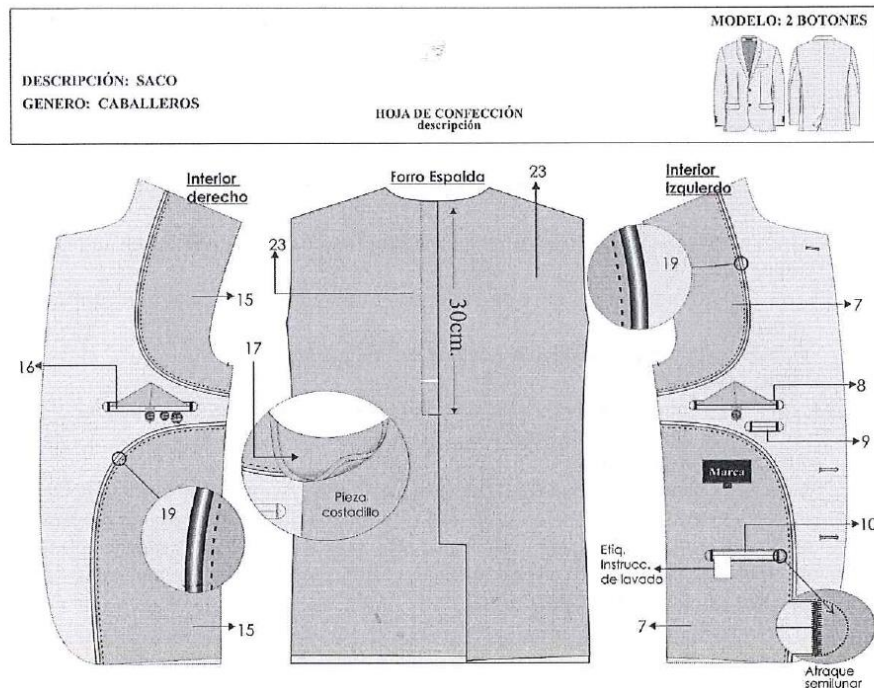 MODELO: 2 BOTONES
DESCRIPCIÓN: SACO
GENERO: CABALLEROS
HOJA DE CONFECCIÓN
descripción
Interior
derecho
Forro Espalda
23
Interior
Izquierdo
23
19
15
7
30cm.
17
16
8
9
Marca
19
Pieza
costadillo
10
Etiq.
Instrucc.
de lavado
15
7
Atraque
semilunar